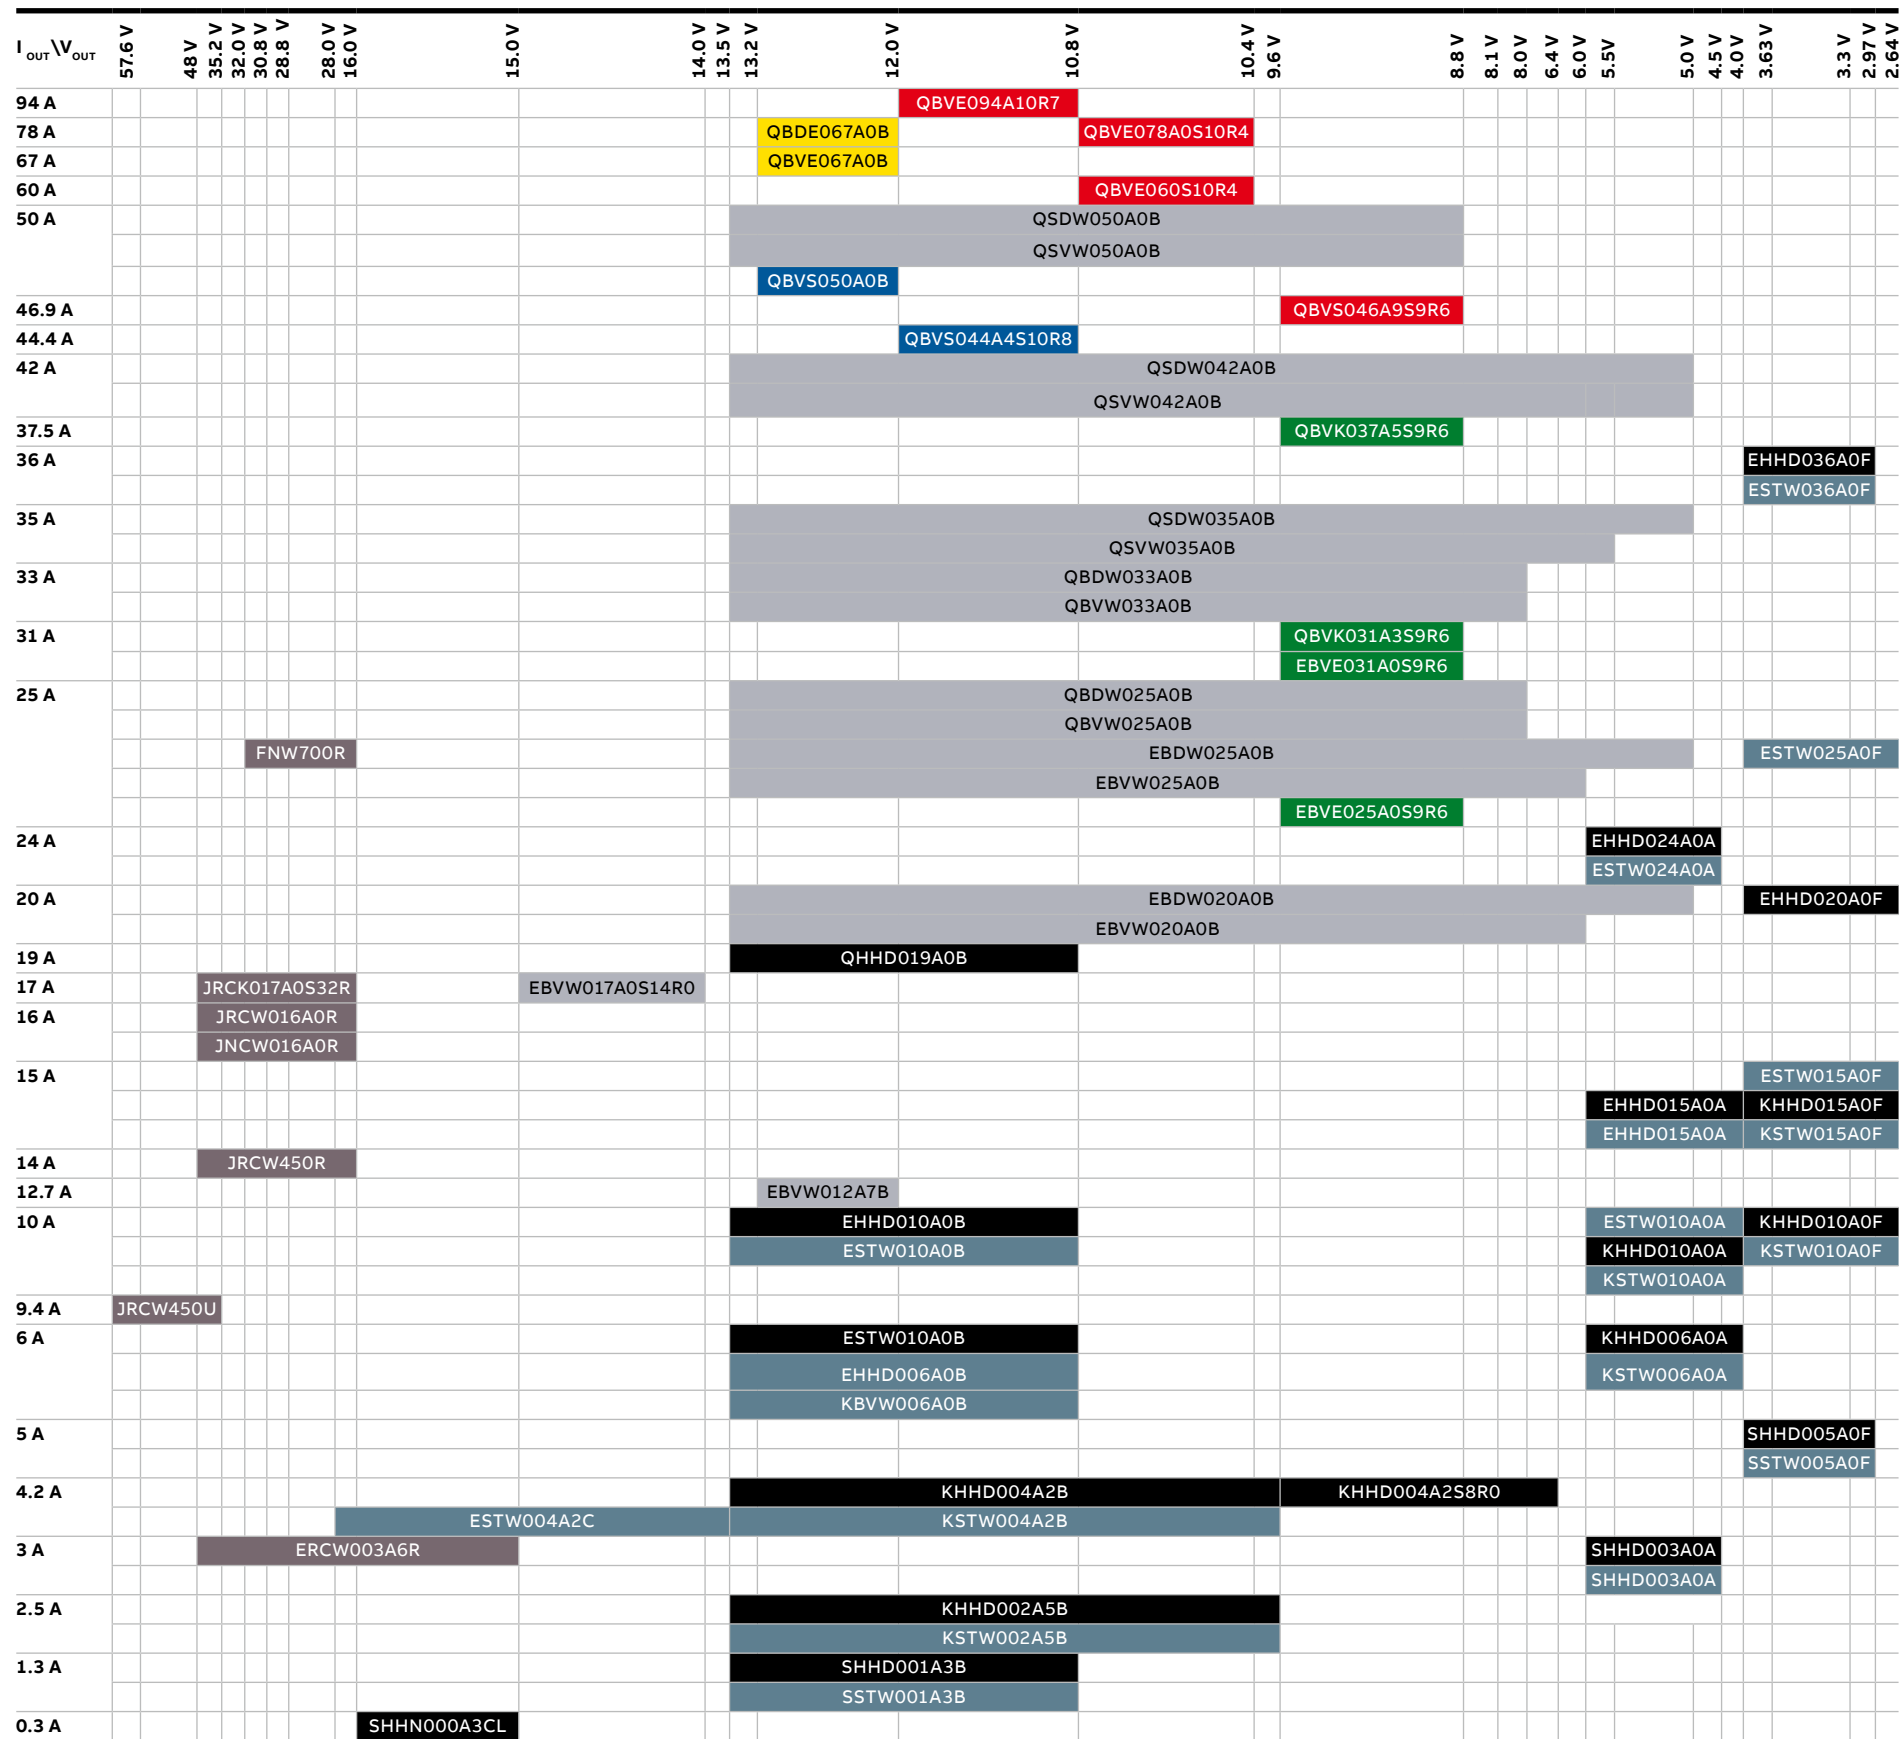 I OUT\VOUT 57.6 V 48 V 35.2 V 32.0 V 30.8 V 28.8 V 28.0 V 16.0 V 15.0 V 14.0 V 13.5 V 13.2 V 12.0 V 10.8 V 10.4 V 9.6 V 8.8 V 8.1 V 8.0 V 6.4 V 6.0 V 5.5V 5.0 V 4.5 V 4.0 V 3.63 V 3.3 V 2.97 V 2.64 V
94 A QBVE094A10R7
78 A QBDE067A0B QBVE078A0S10R4
67 A QBVE067A0B
60 A QBVE060S10R4
50 A QSDW050A0B
QSVW050A0B
QBVS050A0B
46.9 A QBVS046A9S9R6
44.4 A QBVS044A4S10R8
42 A QSDW042A0B
QSVW042A0B
37.5 A QBVK037A5S9R6
36 A EHHD036A0F
ESTW036A0F
35 A QSDW035A0B
QSVW035A0B
33 A QBDW033A0B
QBVW033A0B
31 A QBVK031A3S9R6
EBVE031A0S9R6
25 A QBDW025A0B
QBVW025A0B
FNW700R EBDW025A0B ESTW025A0F
EBVW025A0B
EBVE025A0S9R6
24 A EHHD024A0A
ESTW024A0A
20 A EBDW020A0B EHHD020A0F
EBVW020A0B
19 A QHHD019A0B
17 A JRCK017A0S32R EBVW017A0S14R0
16 A JRCW016A0R
JNCW016A0R
15 A ESTW015A0F
EHHD015A0A KHHD015A0F
EHHD015A0A KSTW015A0F
14 A JRCW450R
12.7 A EBVW012A7B
10 A EHHD010A0B ESTW010A0A KHHD010A0F
ESTW010A0B KHHD010A0A KSTW010A0F
KSTW010A0A
9.4 A JRCW450U
6 A ESTW010A0B KHHD006A0A
EHHD006A0B KSTW006A0A
KBVW006A0B
5 A SHHD005A0F
SSTW005A0F
4.2 A KHHD004A2B KHHD004A2S8R0
ESTW004A2C KSTW004A2B
3 A ERCW003A6R SHHD003A0A
SHHD003A0A
2.5 A KHHD002A5B
KSTW002A5B
1.3 A SHHD001A3B
SSTW001A3B
0.3 A SHHN000A3CL